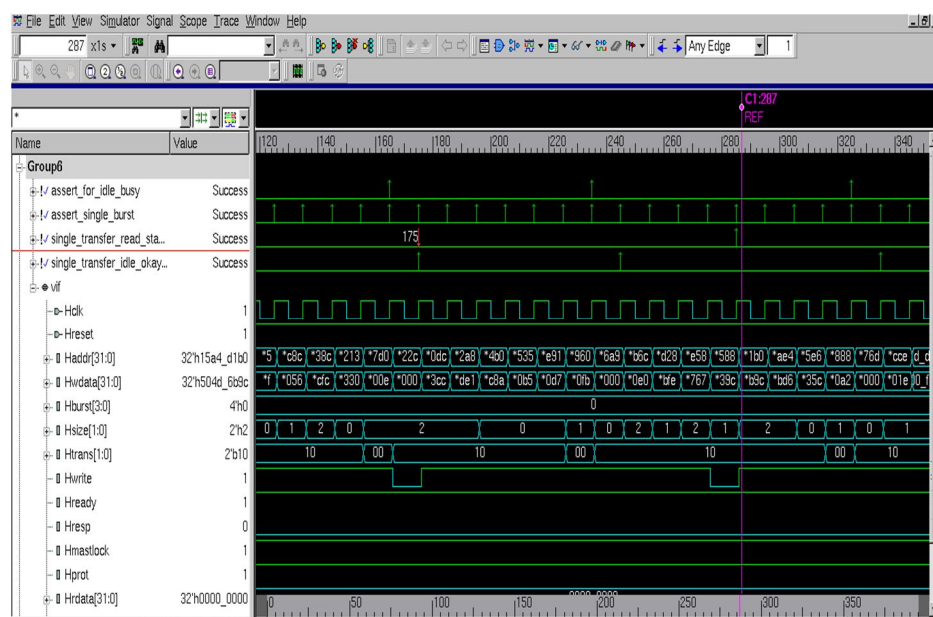 File Edit View Simulator Signal Scope Trace Window Help
287 x1s Any Edge 1
C1:287
REF
*
Name Value
120 140 160 180 200 220 240 260 280 300 320 340
Group6
assert_for_idle_busy Success
assert_single_burst Success
single_transfer_read_sta... Success 175
single_transfer_idle_okay... Success
vif
Hclk 1
Hreset 1
Haddr[31:0] 32'h15a4_d1b0 *5 *c8c *38c *213 *7d0 *22c *0dc *2a8 *4b0 *535 *e91 *960 *6a9 *b6c *d28 *e58 *588 *1b0 *ae4 *5e6 *888 *76d *cce d_d
Hwdata[31:0] 32'h504d_6b9c *f *056 *cfc *330 *00e *000 *3cc *de1 *c8a *0b5 *0d7 *0fb *000 *0e0 *bfe *767 *39c *b9c *bd6 *35c *0a2 *000 *01e
Hburst[3:0] 4'h0 0
Hsize[1:0] 2'h2 0 1 2 0 2 0 1 0 2 1 2 1 2 0 1 0 1
Htrans[1:0] 2'b10 10 00 10 00 10 00 10
Hwrite 1
Hready 1
Hresp 0
Hmastlock 1
Hprot 1
Hrdata[31:0] 32'h0000_0000
0 50 100 150 200 250 300 350